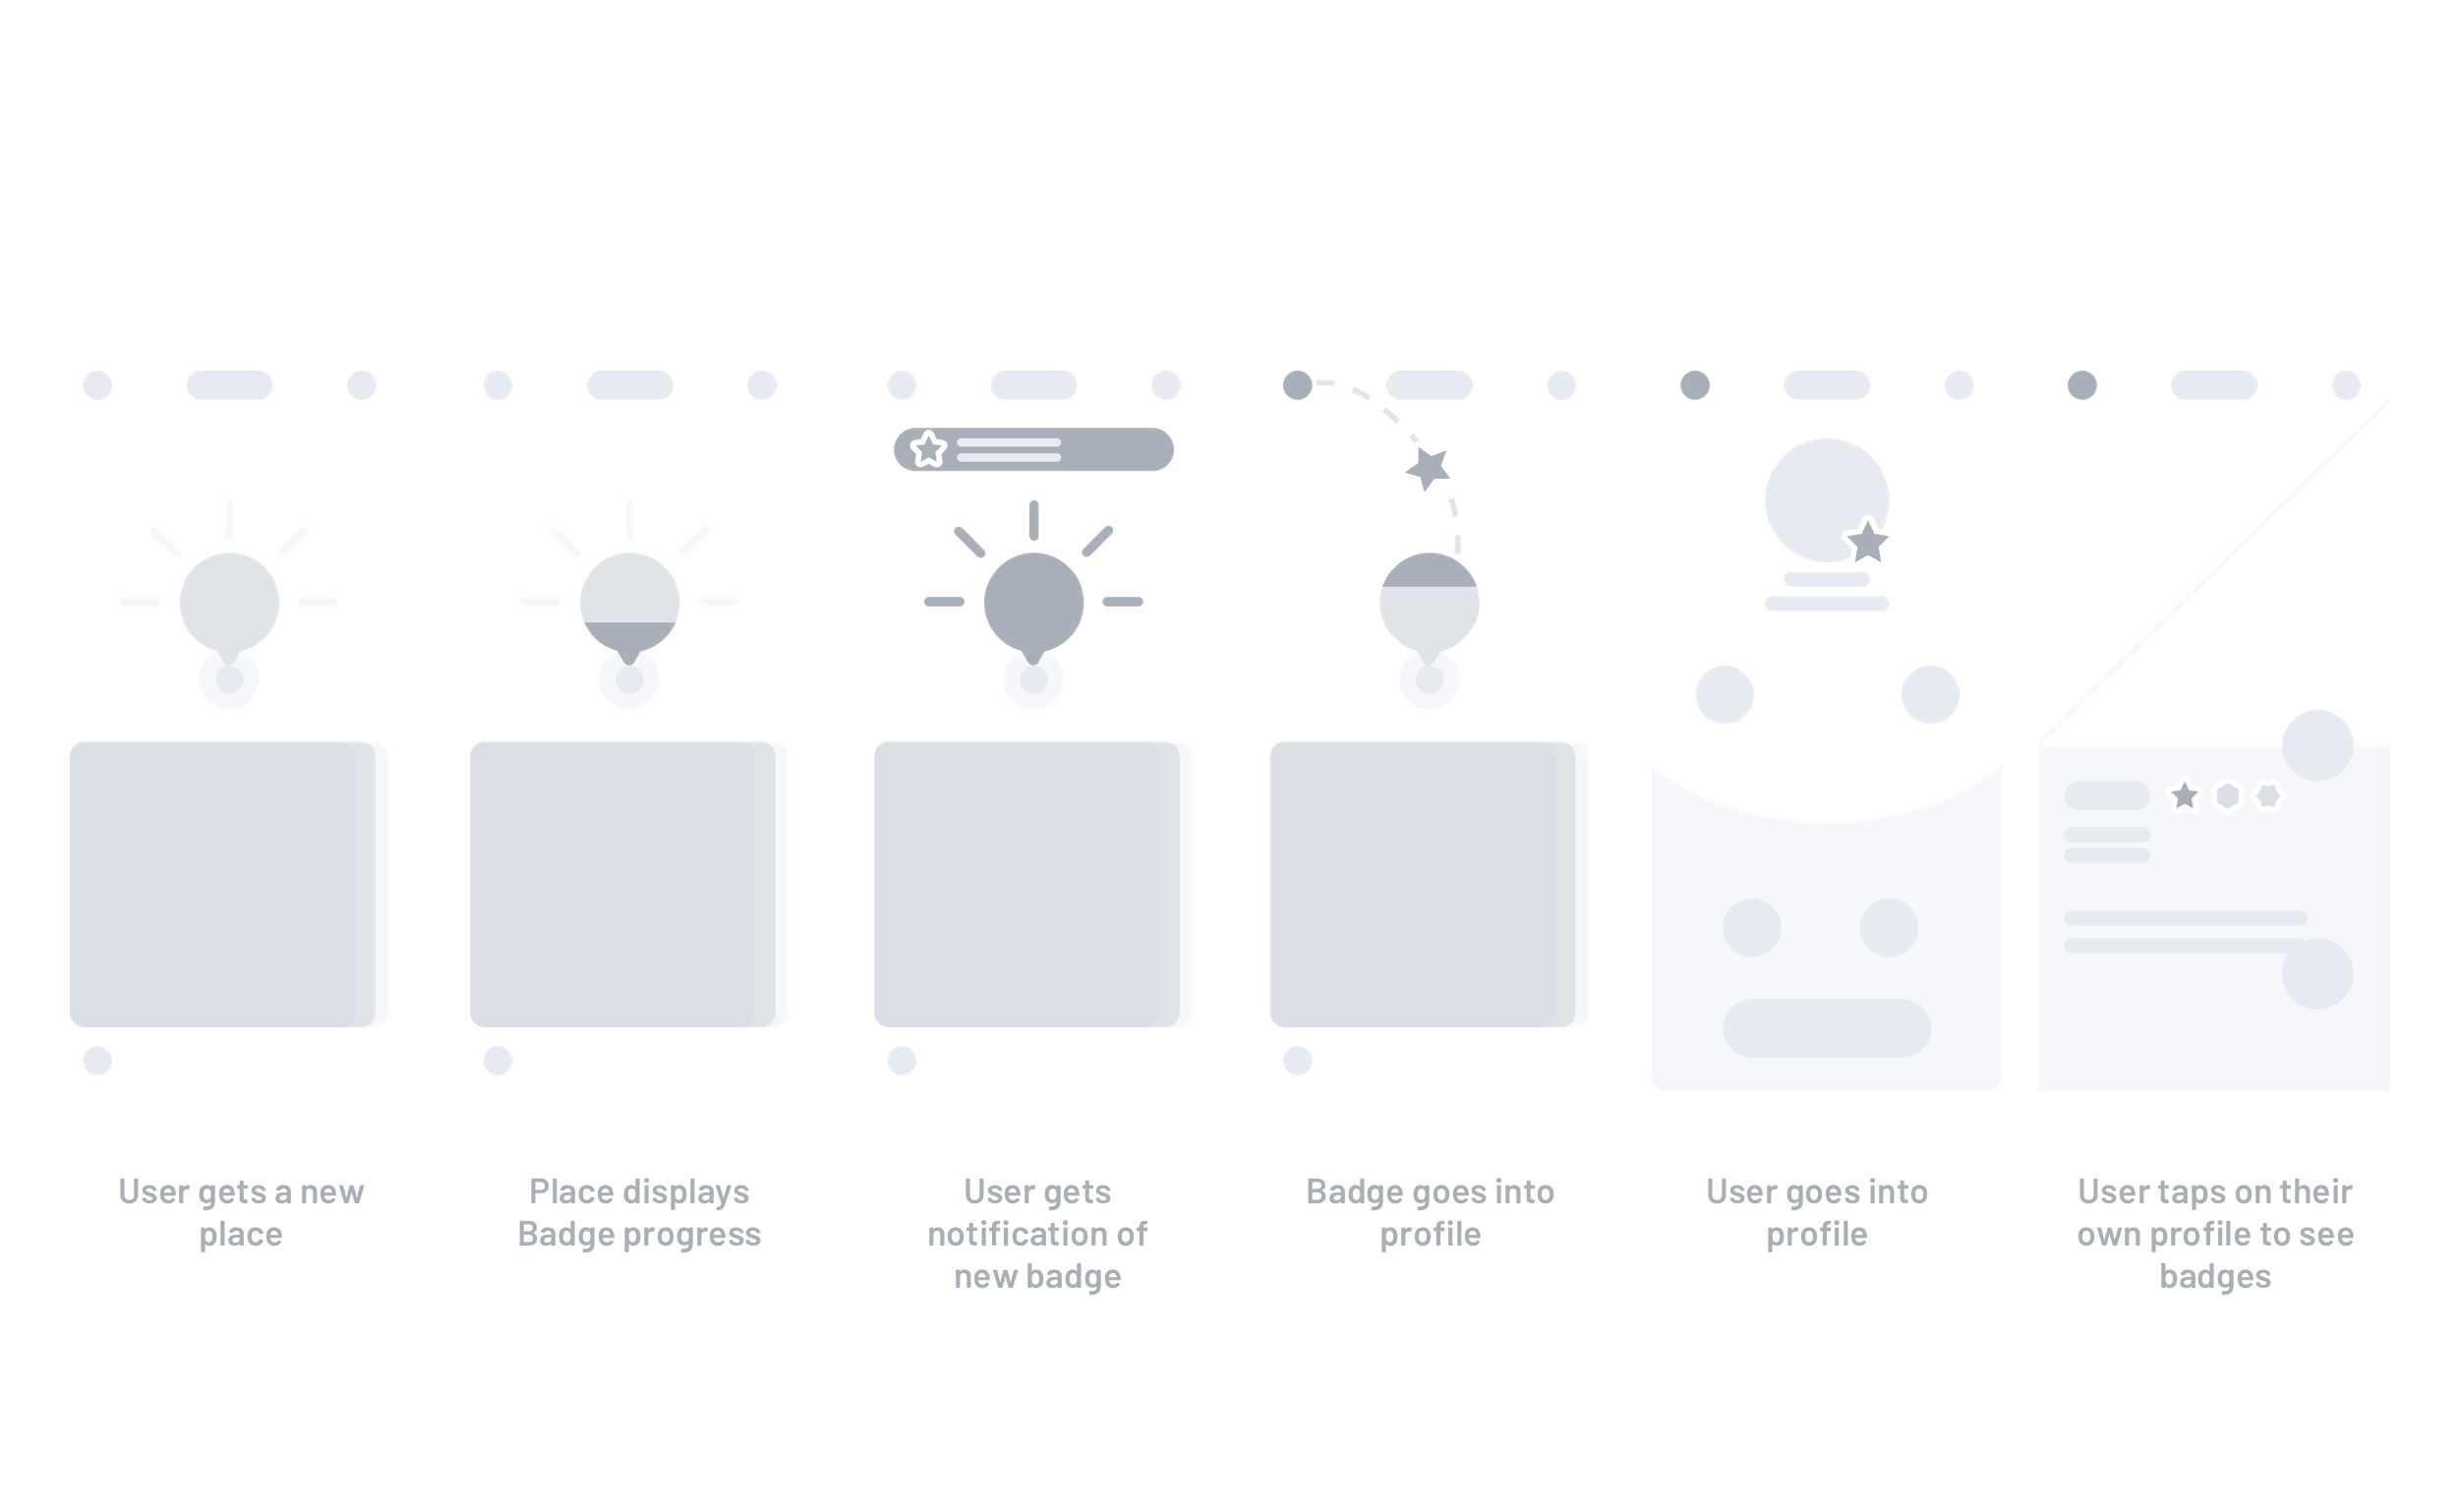 User gets a new
place
Place displays
Badge progress
User gets
notification of
new badge
Badge goes into
profile
User goes into
profile
User taps on their
own profile to see
badges